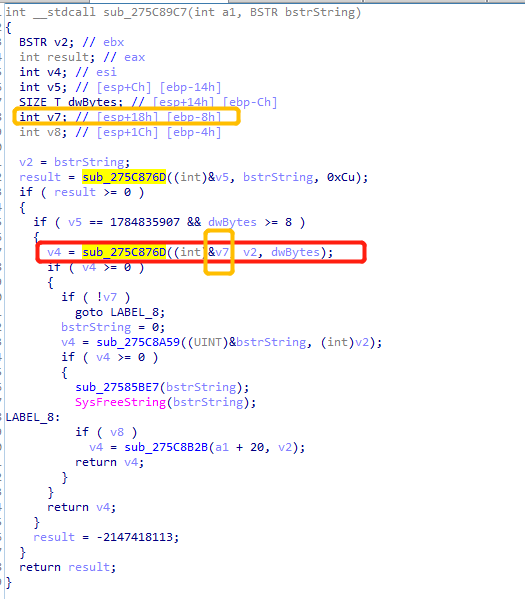 int __stdcall sub_275C89C7(int a1, BSTR bstrString)
{
BSTR v2; // ebx
int result; // eax
int v4; // esi
int v5; // [esp+Ch] [ebp-14h]
SIZE_T dwBytes; // [esp+14h] [ebp-Ch]
int v7; // [esp+18h] [ebp-8h]
int v8; // [esp+1Ch] [ebp-4h]
v2 = bstrString;
result = sub_275C876D((int)&v5, bstrString, 0xCu);
if ( result >= 0 )
{
if ( v5 == 1784835907 && dwBytes >= 8 )
{
v4 = sub_275C876D((int)&v7, v2, dwBytes);
if ( v4 >= 0 )
{
if ( !v7 )
goto LABEL_8;
bstrString = 0;
v4 = sub_275C8A59((UINT)&bstrString, (int)v2);
if ( v4 >= 0 )
{
sub_27585BE7(bstrString);
SysFreeString(bstrString);
LABEL_8:
if ( v8 )
v4 = sub_275C8B2B(a1 + 20, v2);
return v4;
}
}
return v4;
}
result = -2147418113;
}
return result;
}